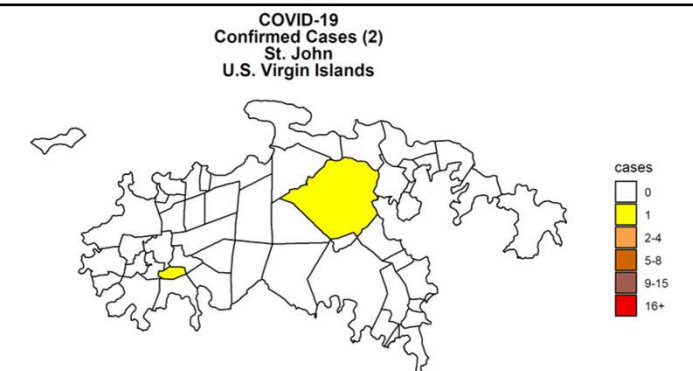 COVID-19
Confirmed Cases (2)
St. John
U.S. Virgin Islands
cases
0
1
2-4
5-8
9-15
16+